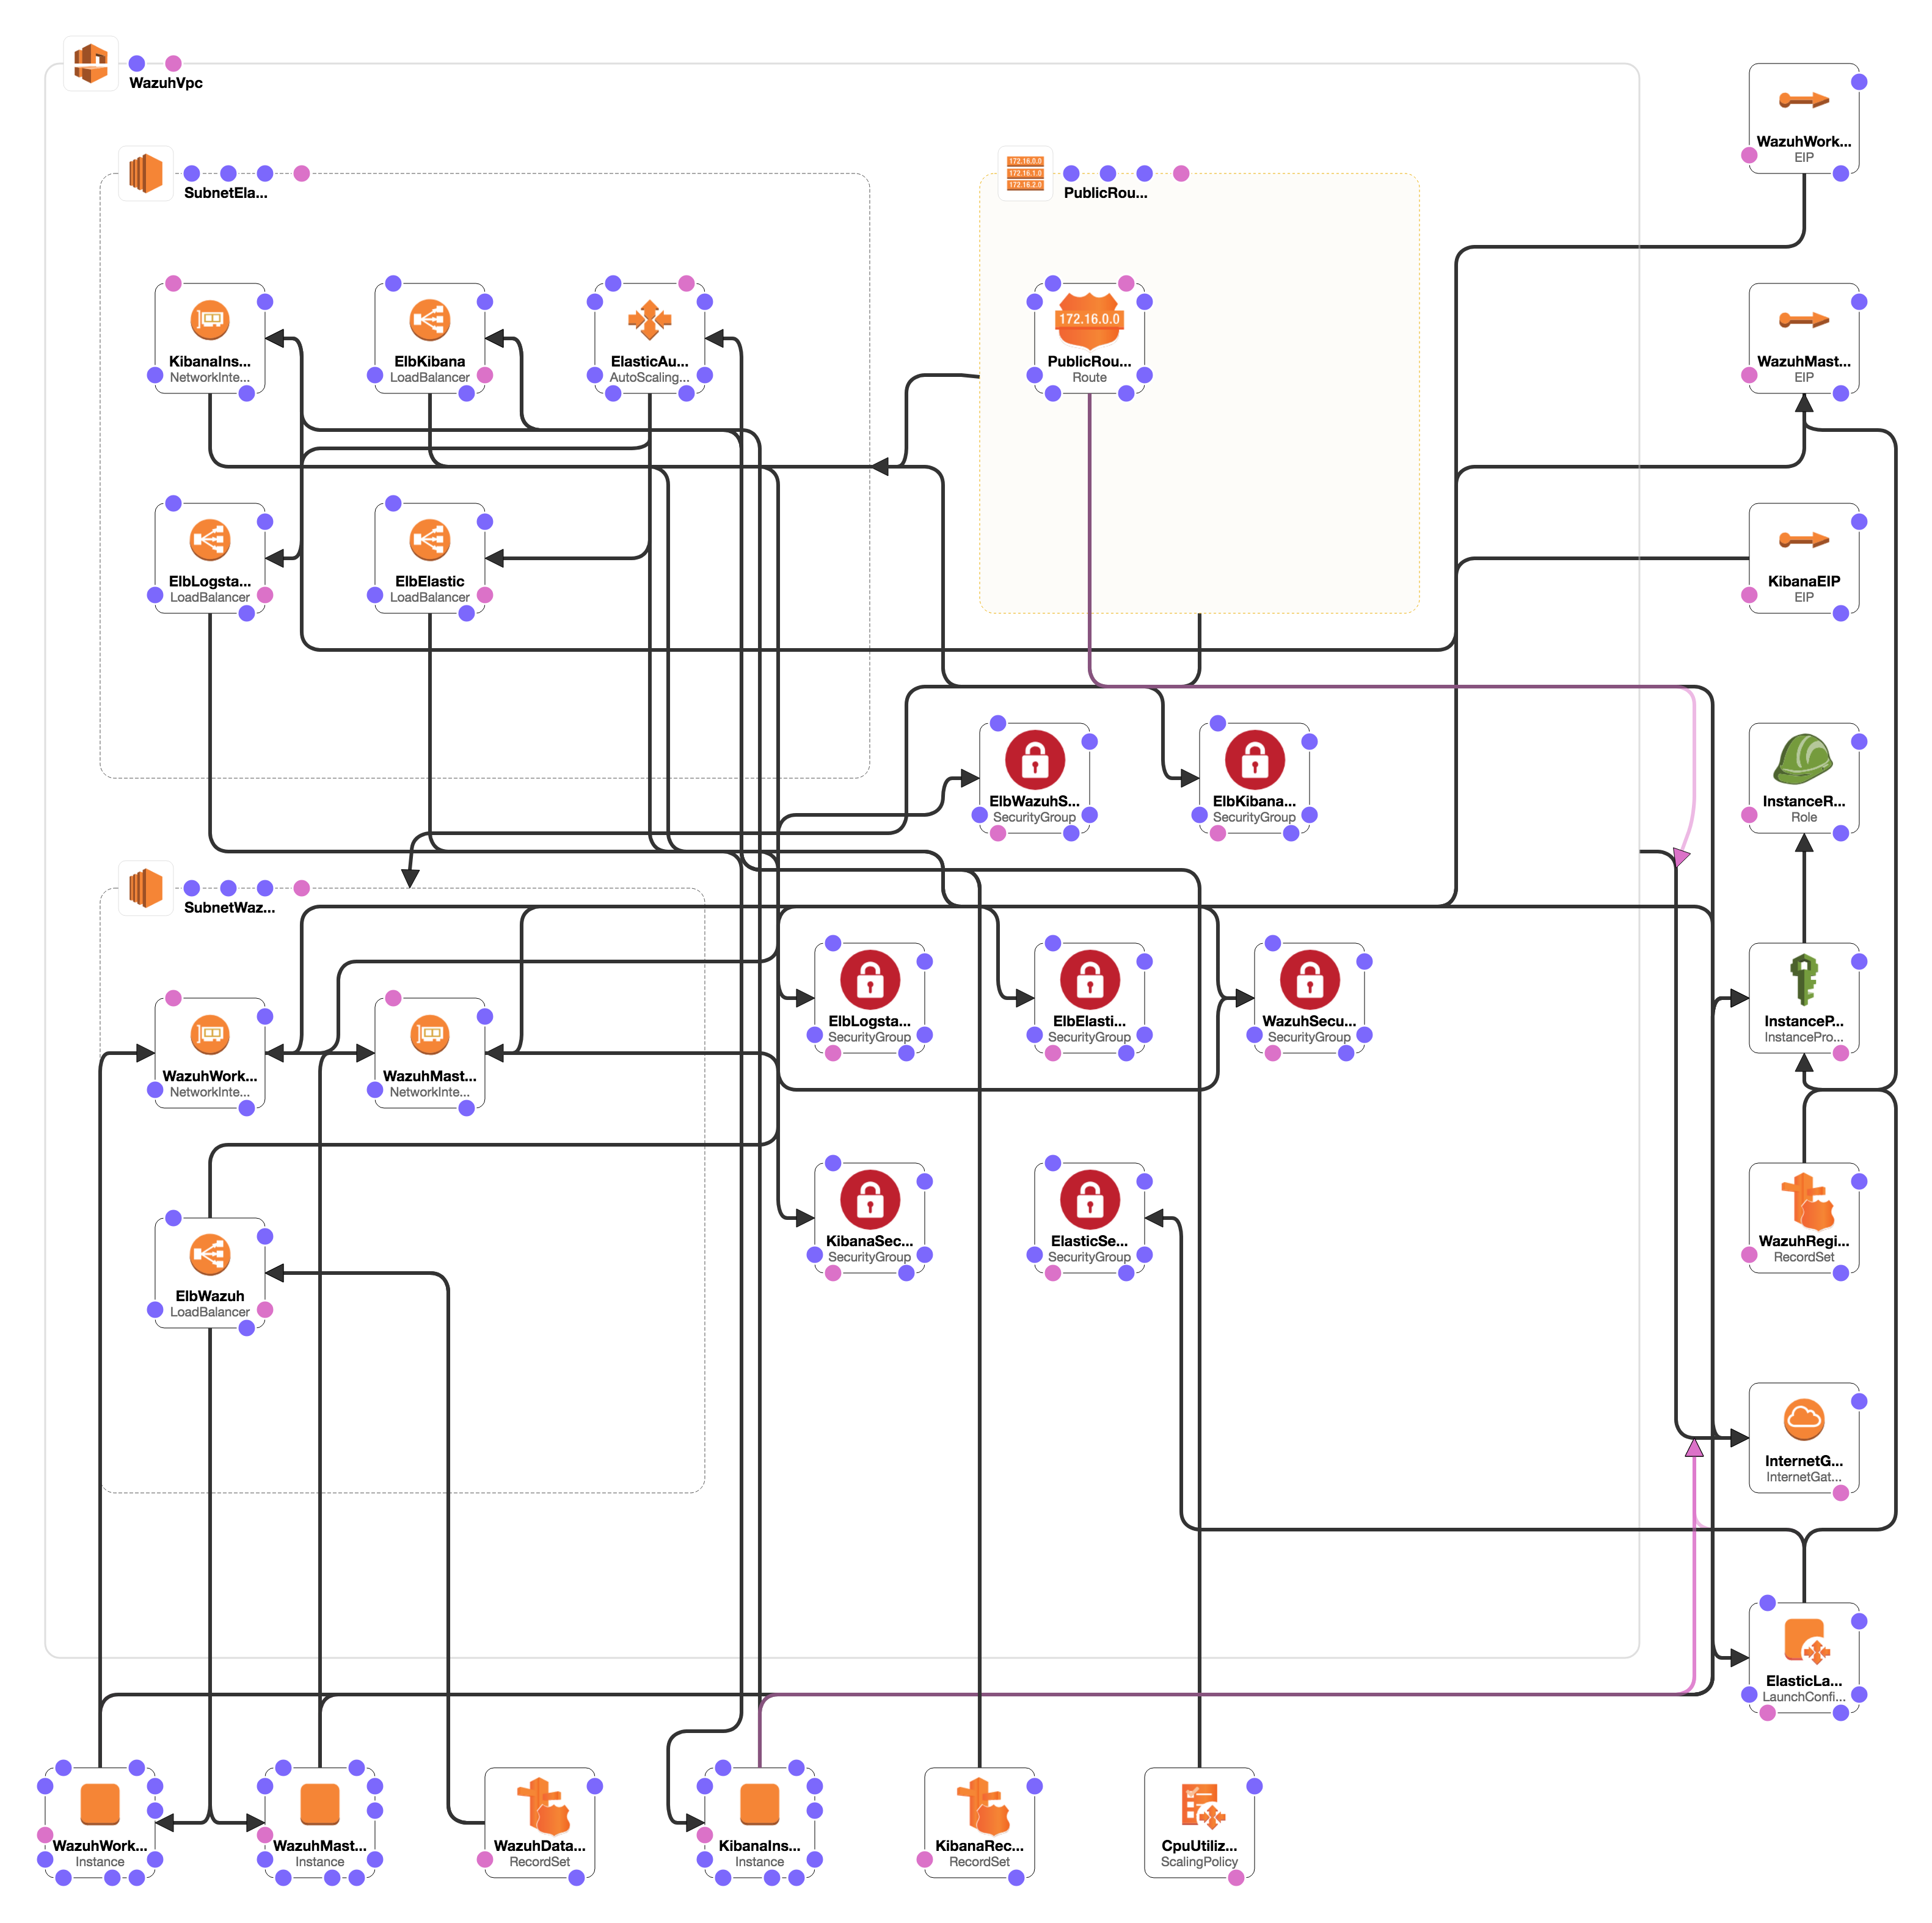 WazuhVpc
WazuhWork...
EIP
SubnetEla...
172.16.0.0
172.16.1.0
172.16.2.0
PublicRou...
KibanaIns...
NetworkInte...
ElbKibana
LoadBalancer
ElasticAu...
AutoScaling...
172.16.0.0
PublicRou...
Route
WazuhMast...
EIP
ElbLogsta...
LoadBalancer
ElbElastic
LoadBalancer
KibanaEIP
EIP
ElbWazuhS...
SecurityGroup
ElbKibana...
SecurityGroup
InstanceR...
Role
SubnetWaz...
WazuhWork...
NetworkInte...
WazuhMast...
NetworkInte...
ElbLogsta...
SecurityGroup
ElbElasti...
SecurityGroup
WazuhSecu...
SecurityGroup
InstanceP...
InstancePro...
ElbWazuh
LoadBalancer
KibanaSec...
SecurityGroup
ElasticSe...
SecurityGroup
WazuhRegi...
RecordSet
InternetG...
InternetGat...
ElasticLa...
LaunchConfi...
WazuhWork...
Instance
WazuhMast...
Instance
WazuhData...
RecordSet
KibanaIns...
Instance
KibanaRec...
RecordSet
CpuUtiliz...
ScalingPolicy